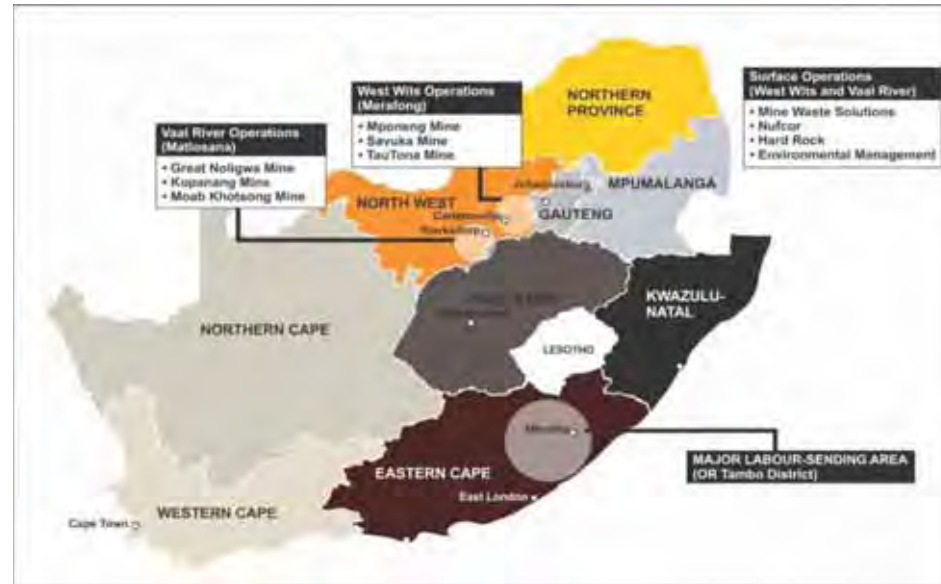 West Wits Operations
(Merafong)
• Mponeng Mine
• Savuka Mine
• TauTona Mine
Surface Operations
(West Wits and Vaal River)
• Mine Waste Solutions
• Nufcor
• Hard Rock
• Environmental Management
Vaal River Operations
(Matlosana)
• Great Noligwa Mine
• Kopanang Mine
• Moab Khotsong Mine
NORTHERN
PROVINCE
Johannesburg
MPUMALANGA
NORTH WEST
GAUTENG
Carletonville
Klerksdorp
KWAZULU-
NATAL
NORTHERN CAPE
LESOTHO
Mthatha
MAJOR LABOUR-SENDING AREA
(OR Tambo District)
EASTERN CAPE
East London
WESTERN CAPE
Cape Town